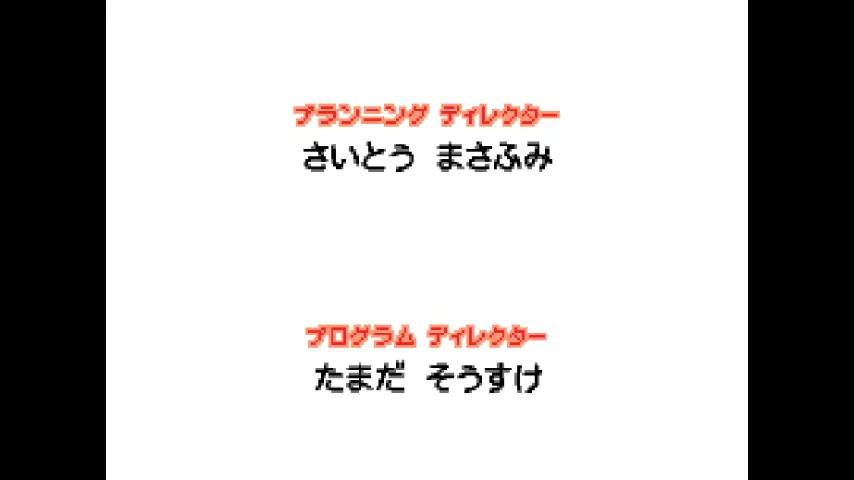 プランニング ディレクター
さいとう まさふみ
プログラム ディレクター
たまだ そうすけ